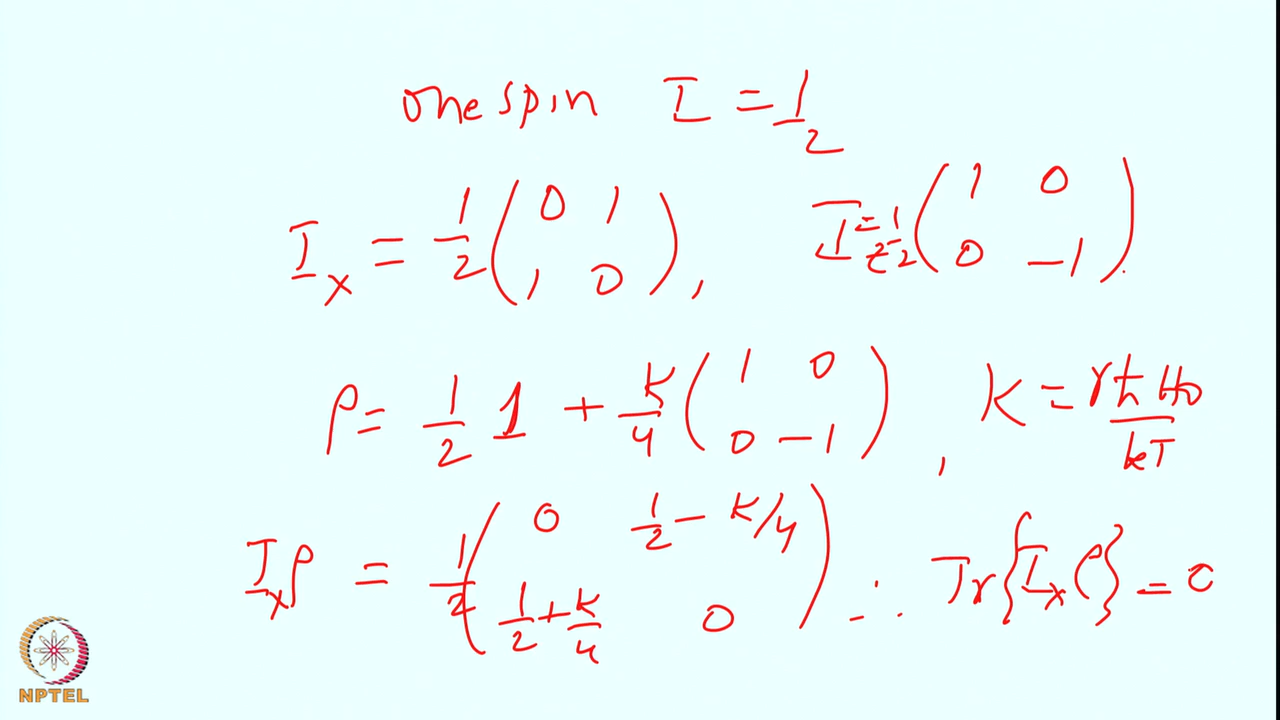 one spin I = 1/2
I_x = 1/2 ( 0 1 ; 1 0 ) , I_z = 1/2 ( 1 0 ; 0 -1 )
ρ = 1/2 1 + K/4 ( 1 0 ; 0 -1 ) , K = γħH0/kT
I_xρ = 1/2 ( 0 1/2 - K/4 ; 1/2 + K/4 0 ) ∴ Tr{I_xρ} = 0
NPTEL